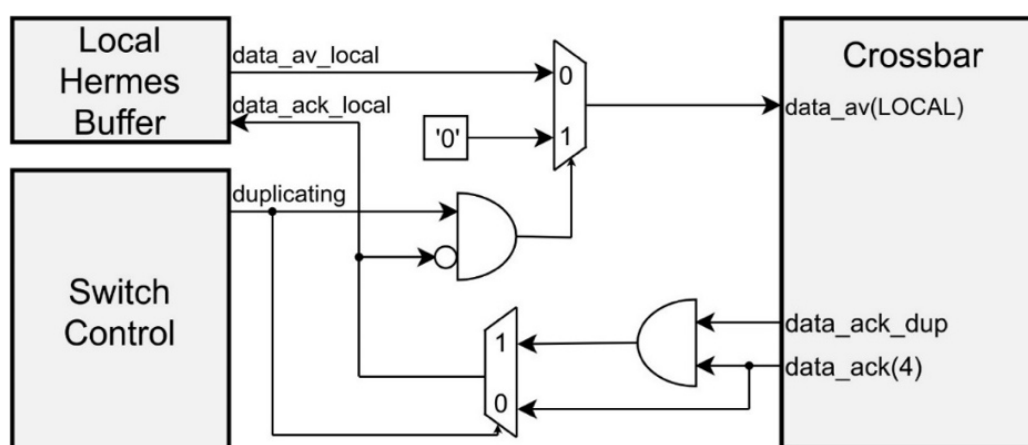 Local
Hermes
Buffer
data_av_local
data_ack_local
0
'0'
1
Crossbar
data_av(LOCAL)
duplicating
Switch
Control
1
0
data_ack_dup
data_ack(4)